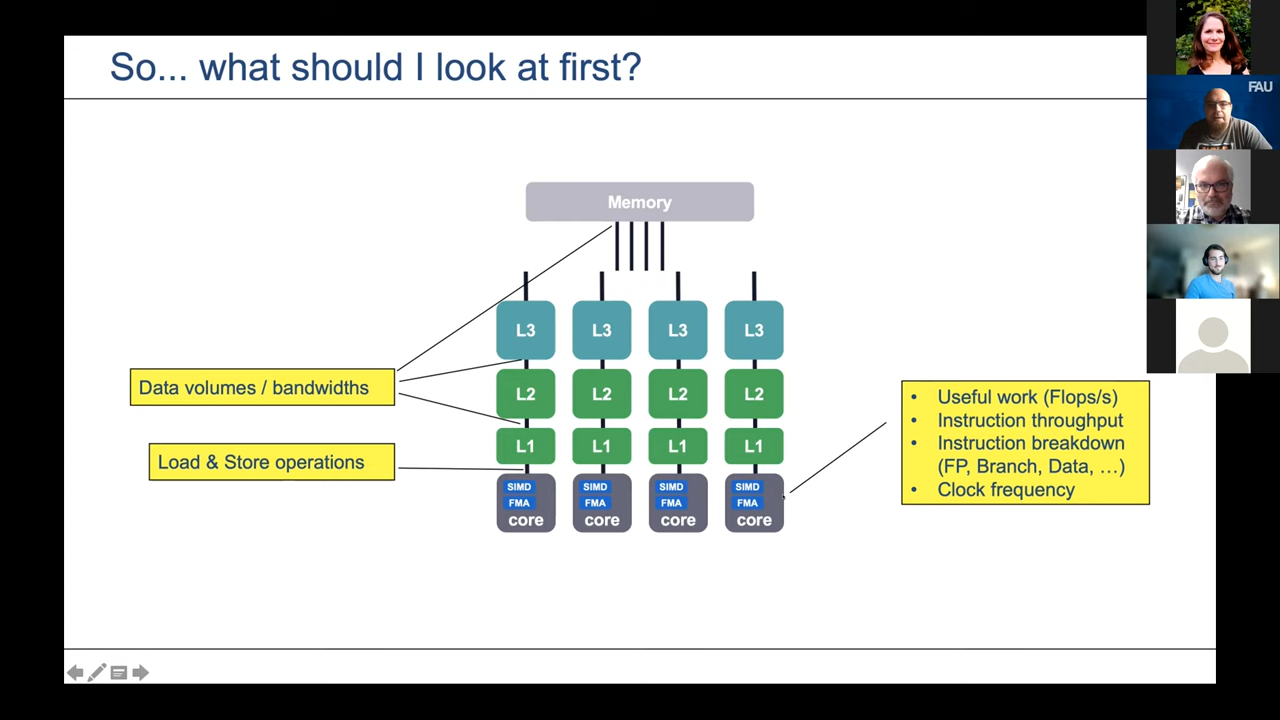 So... what should I look at first?
FAU
Memory
L3 L3 L3 L3
Data volumes / bandwidths
L2 L2 L2 L2
L1 L1 L1 L1
Load & Store operations
SIMD SIMD SIMD SIMD
FMA FMA FMA FMA
core core core core
• Useful work (Flops/s)
• Instruction throughput
• Instruction breakdown
(FP, Branch, Data, …)
• Clock frequency